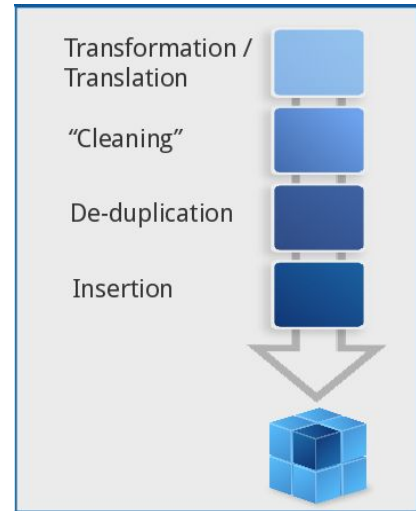 Transformation /
Translation
“Cleaning”
De-duplication
Insertion